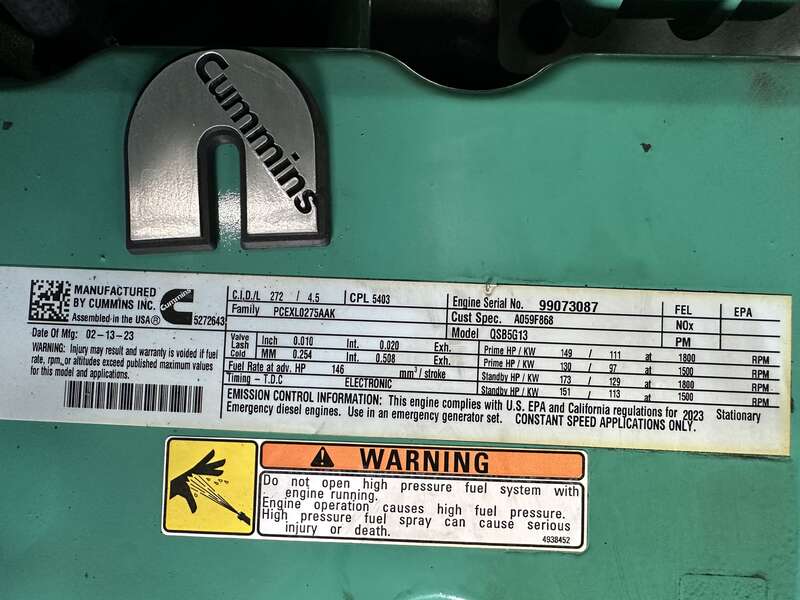 Cummins
MANUFACTURED
BY CUMMINS INC.
Cummins
Assembled in the USA® 5272643
Date Of Mfg: 02-13-23
WARNING: Injury may result and warranty is voided if fuel
rate, rpm, or altitudes exceed published maximum values
for this model and applications.
C.I.D./L 272 / 4.5 CPL 5403
Family PCEXL0275AAK
Valve Lash Cold Inch 0.010 Int. 0.020 Exh.
MM 0.254 Int. 0.508 Exh.
Fuel Rate at adv. HP 146 mm³/ stroke
Timing – T.D.C ELECTRONIC
Engine Serial No. 99073087
Cust Spec. A059F868
Model QSB5G13
FEL EPA
NOx
PM
Prime HP / KW 149 / 111 at 1800 RPM
Prime HP / KW 130 / 97 at 1500 RPM
Standby HP / KW 173 / 129 at 1800 RPM
Standby HP / KW 151 / 113 at 1500 RPM
EMISSION CONTROL INFORMATION: This engine complies with U.S. EPA and California regulations for 2023 Stationary
Emergency diesel engines. Use in an emergency generator set. CONSTANT SPEED APPLICATIONS ONLY.
WARNING
Do not open high pressure fuel system with
engine running.
Engine operation causes high fuel pressure.
High pressure fuel spray can cause serious
injury or death.
4938452